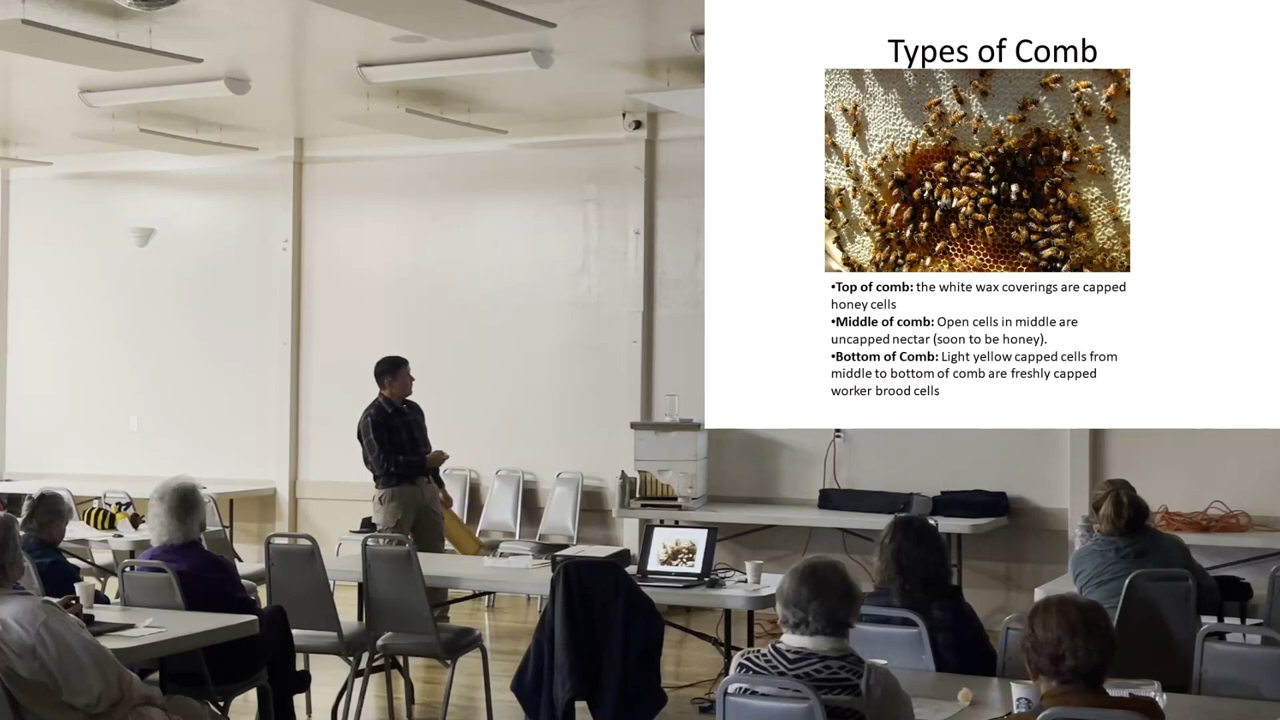 Types of Comb
•Top of comb: the white wax coverings are capped
honey cells
•Middle of comb: Open cells in middle are
uncapped nectar (soon to be honey).
•Bottom of Comb: Light yellow capped cells from
middle to bottom of comb are freshly capped
worker brood cells